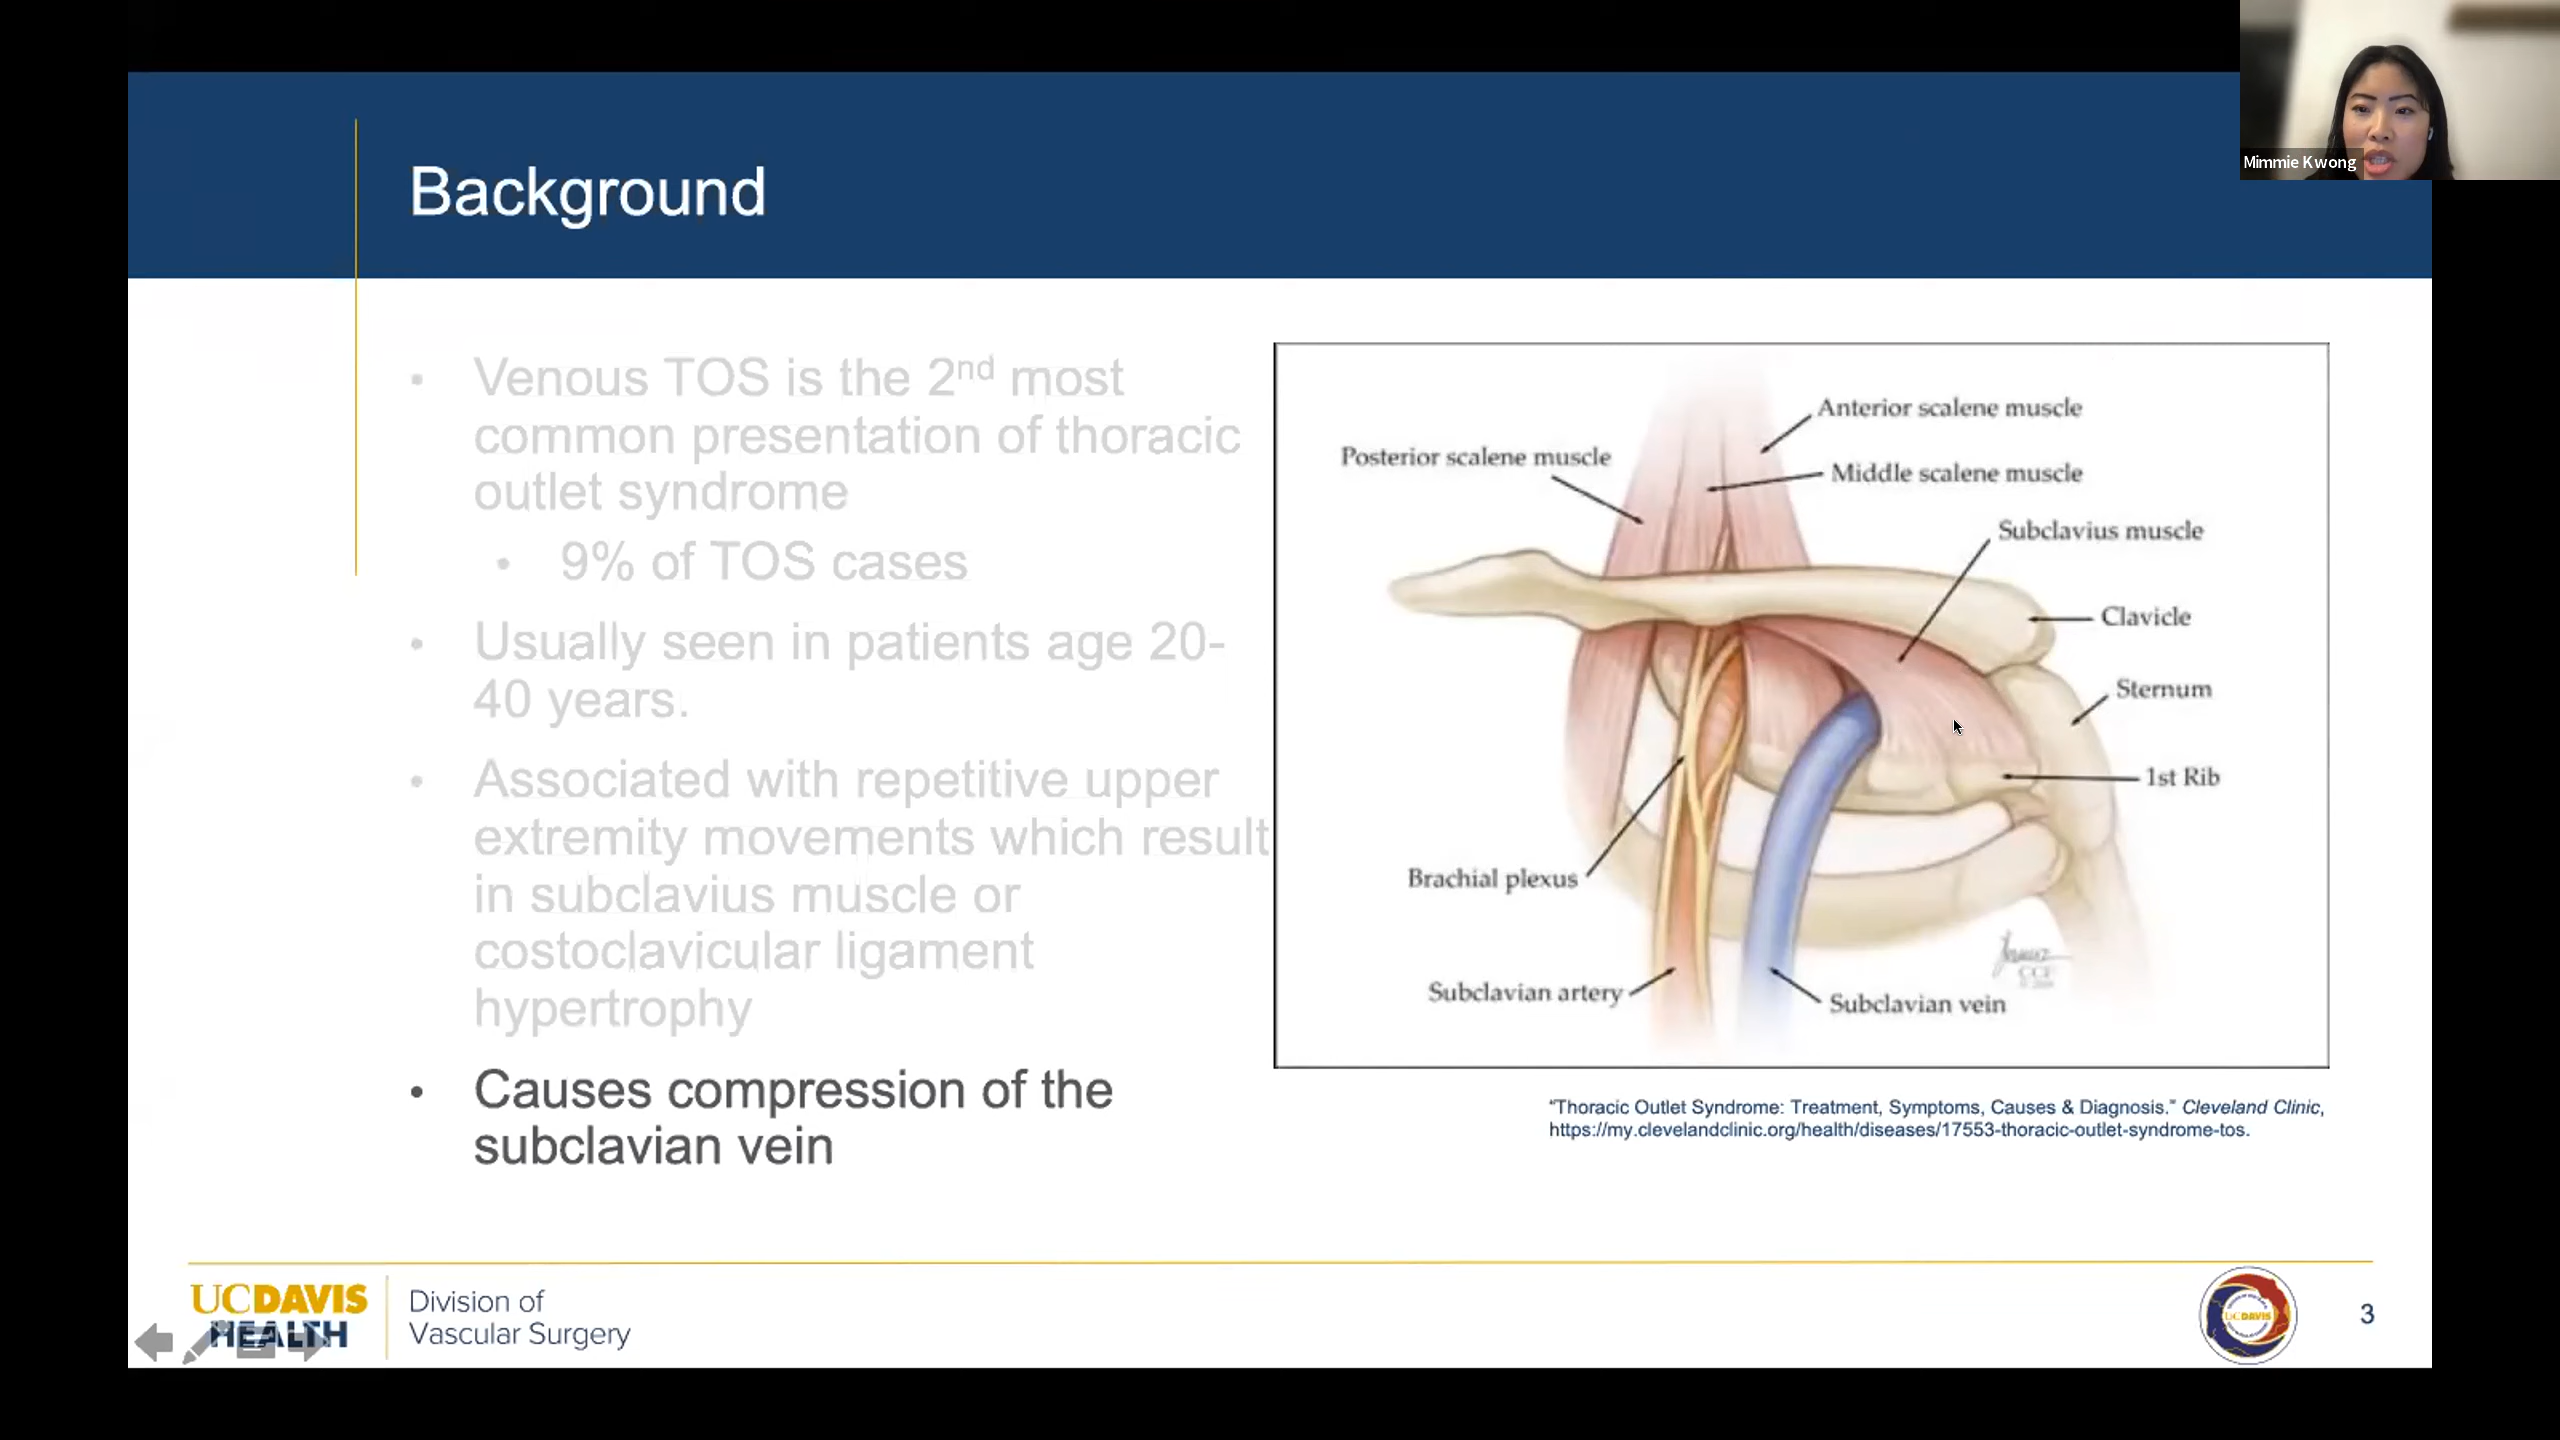 Mimmie Kwong
Background
• Venous TOS is the 2nd most
common presentation of thoracic
outlet syndrome
• 9% of TOS cases
• Usually seen in patients age 20-
40 years.
• Associated with repetitive upper
extremity movements which result
in subclavius muscle or
costoclavicular ligament
hypertrophy
• Causes compression of the
subclavian vein
Anterior scalene muscle
Posterior scalene muscle
Middle scalene muscle
Subclavius muscle
Clavicle
Sternum
1st Rib
Brachial plexus
Subclavian artery
Subclavian vein
CCF
"Thoracic Outlet Syndrome: Treatment, Symptoms, Causes & Diagnosis." Cleveland Clinic,
https://my.clevelandclinic.org/health/diseases/17553-thoracic-outlet-syndrome-tos.
UCDAVIS
HEALTH
Division of
Vascular Surgery
UCDAVIS
3